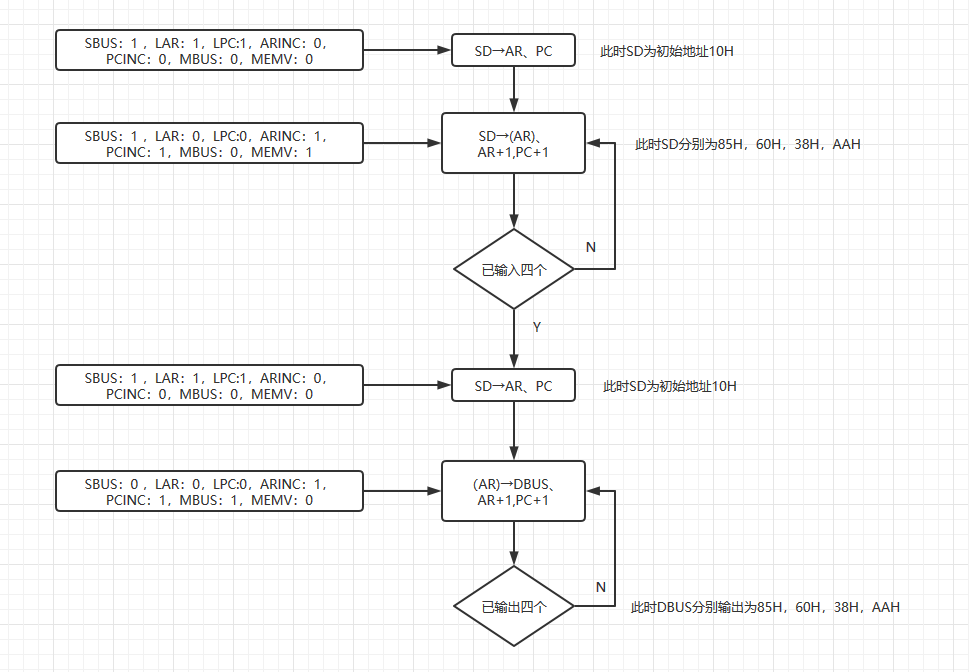 SBUS：1 ，LAR：1，LPC:1，ARINC：0，
PCINC：0，MBUS：0，MEMV：0
SD→AR、PC
此时SD为初始地址10H
SBUS：1 ，LAR：0，LPC:0，ARINC：1，
PCINC：1，MBUS：0，MEMV：1
SD→(AR)、
AR+1,PC+1
此时SD分别为85H，60H，38H，AAH
N
已输入四个
Y
SBUS：1 ，LAR：1，LPC:1，ARINC：0，
PCINC：0，MBUS：0，MEMV：0
SD→AR、PC
此时SD为初始地址10H
SBUS：0 ，LAR：0，LPC:0，ARINC：1，
PCINC：1，MBUS：1，MEMV：0
(AR)→DBUS、
AR+1,PC+1
N
已输出四个
此时DBUS分别输出为85H，60H，38H，AAH